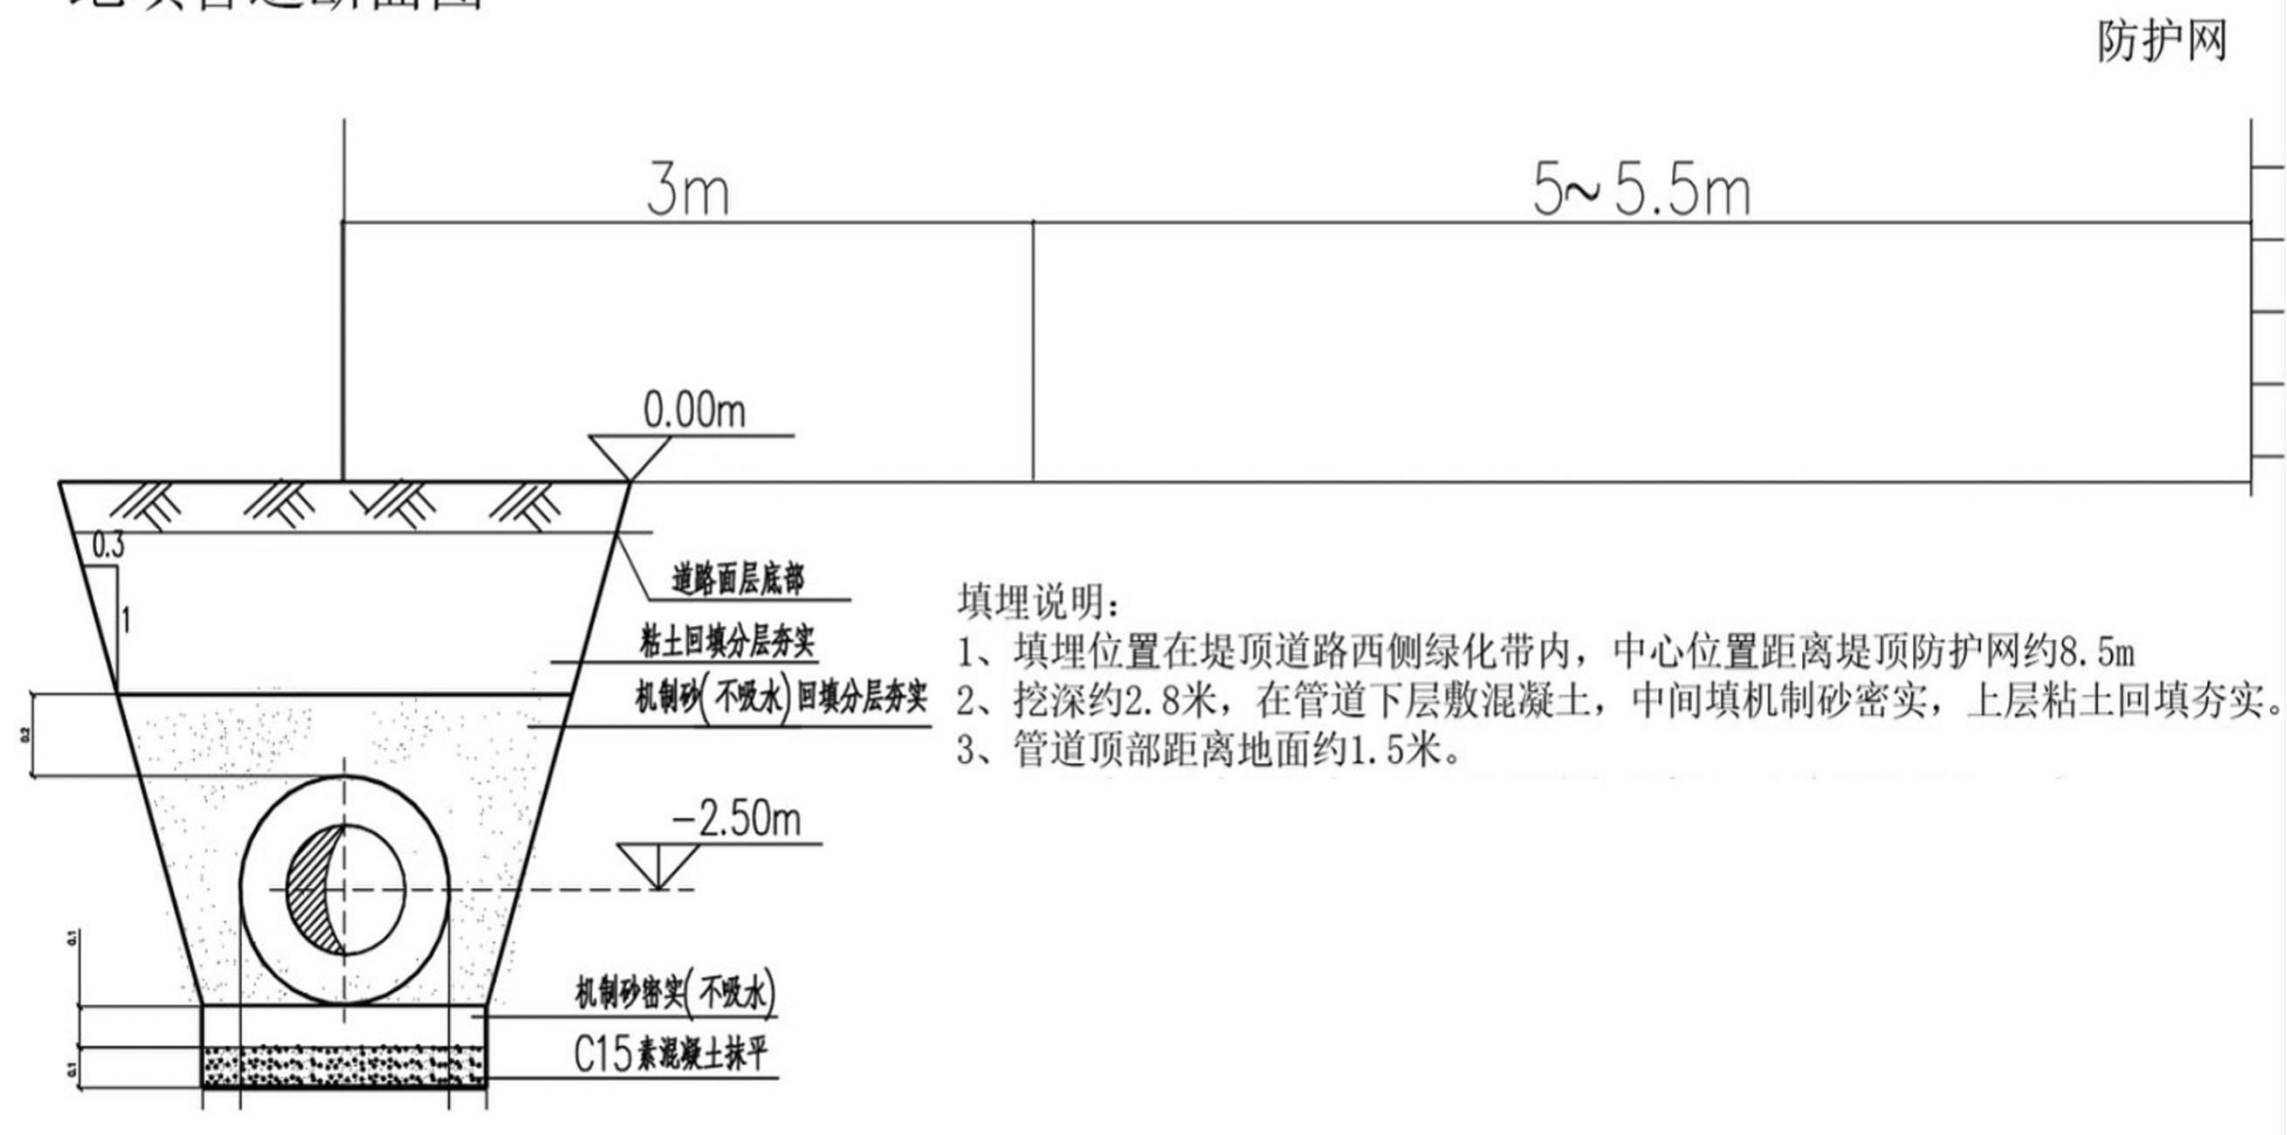 防护网
3m
5~5.5m
0.00m
0.3
1
道路面层底部
粘土回填分层夯实
机制砂(不吸水)回填分层夯实
填埋说明:
1、填埋位置在堤顶道路西侧绿化带内，中心位置距离堤顶防护网约8.5m
2、挖深约2.8米，在管道下层敷混凝土，中间填机制砂密实，上层粘土回填夯实。
3、管道顶部距离地面约1.5米。
0.2
-2.50m
0.1
机制砂密实(不吸水)
C15素混凝土抹平
0.1